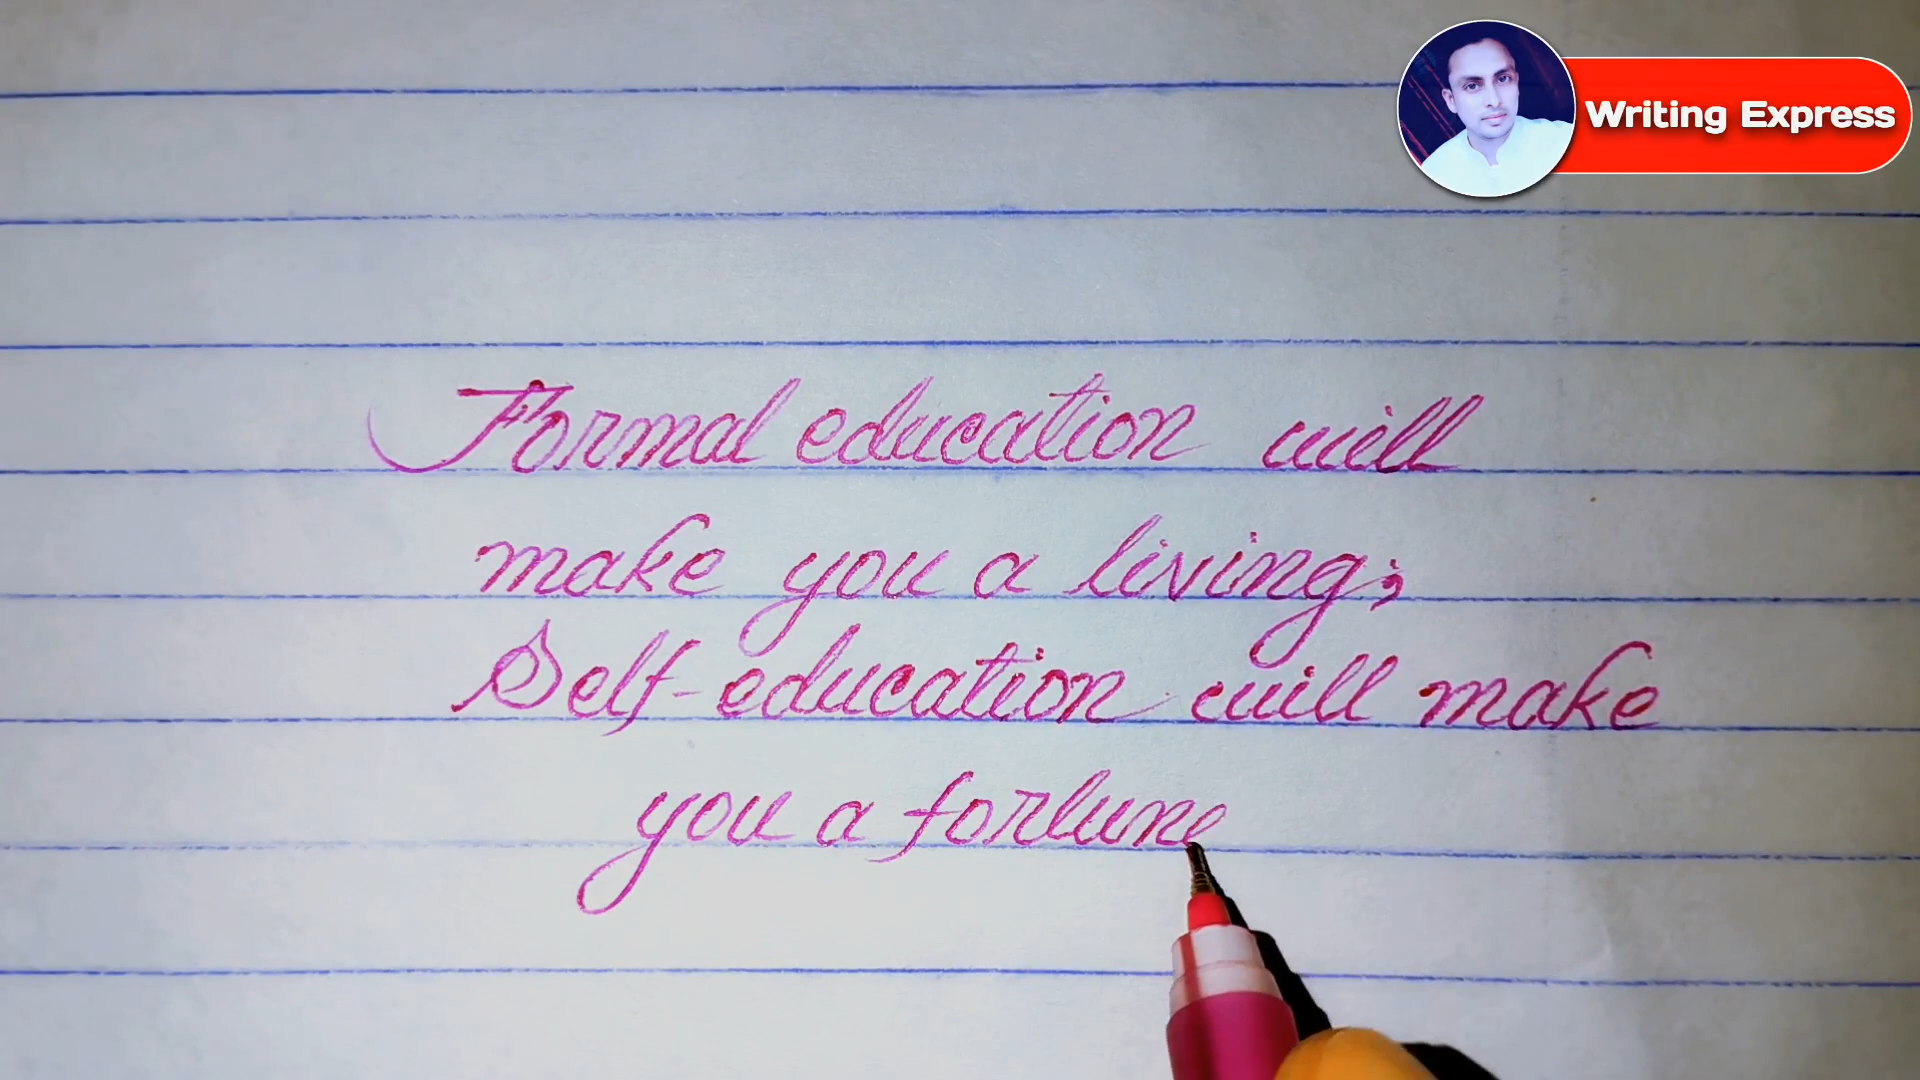 Writing Express
Formal education will
make you a living;
Self-education will make
you a fortune